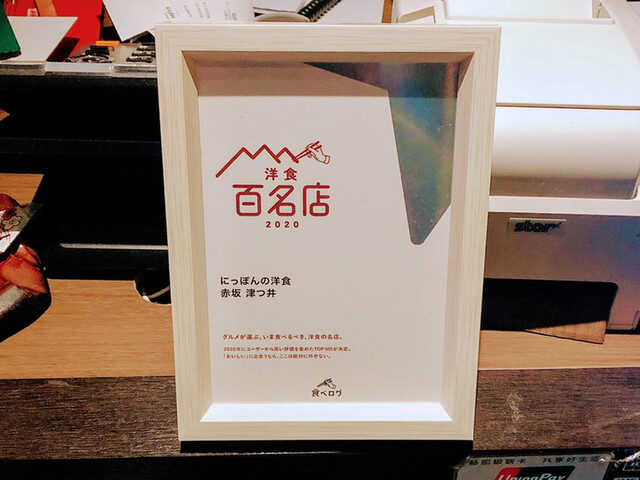 洋食
百名店
2020
にっぽんの洋食
赤坂 津つ井
グルメが選ぶ、いま食べるべき、洋食の名店。
2020年にユーザーから高い評価を集めたTOP100が決定。
「おいしい」に出会うなら、ここは絶対に外せない。
食べログ
star
UnionPay